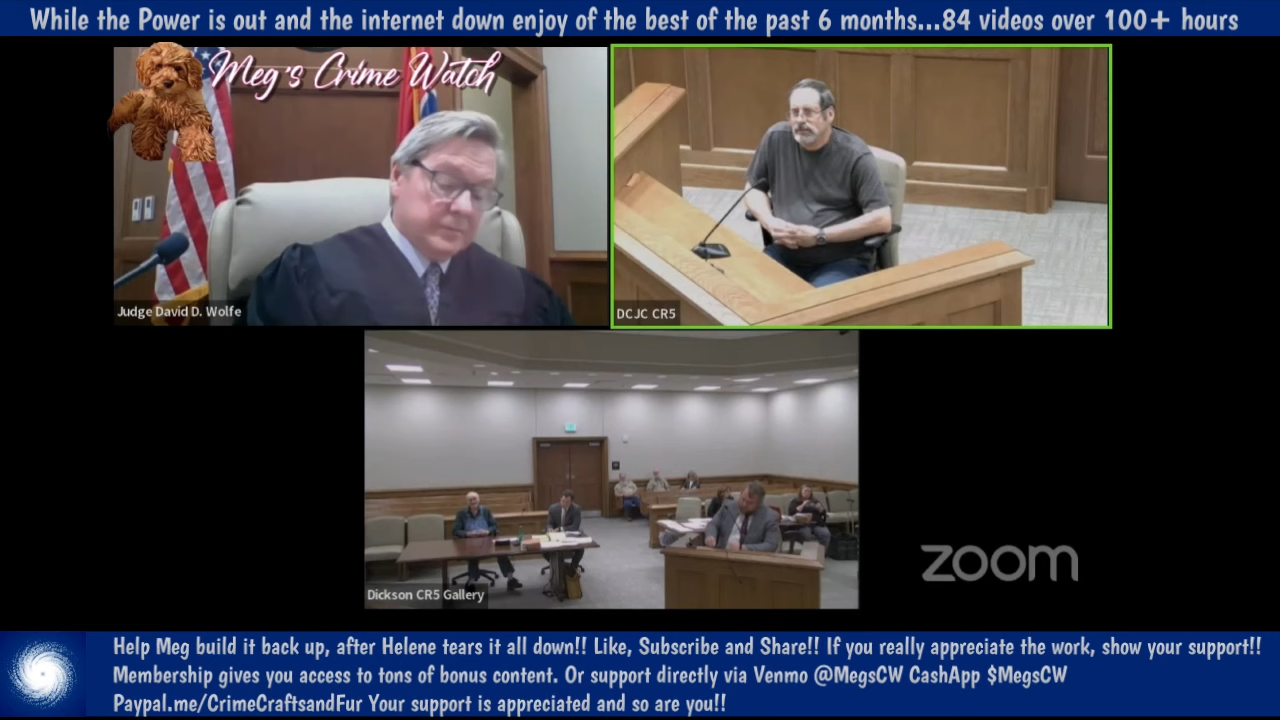 While the Power is out and the internet down enjoy of the best of the past 6 months...84 videos over 100+ hours
Meg's Crime Watch
Judge David D. Wolfe
DCJC CR5
Dickson CR5 Gallery
zoom
Help Meg build it back up, after Helene tears it all down!! Like, Subscribe and Share!! If you really appreciate the work, show your support!!
Membership gives you access to tons of bonus content. Or support directly via Venmo @MegsCW CashApp $MegsCW
Paypal.me/CrimeCraftsandFur Your support is appreciated and so are you!!